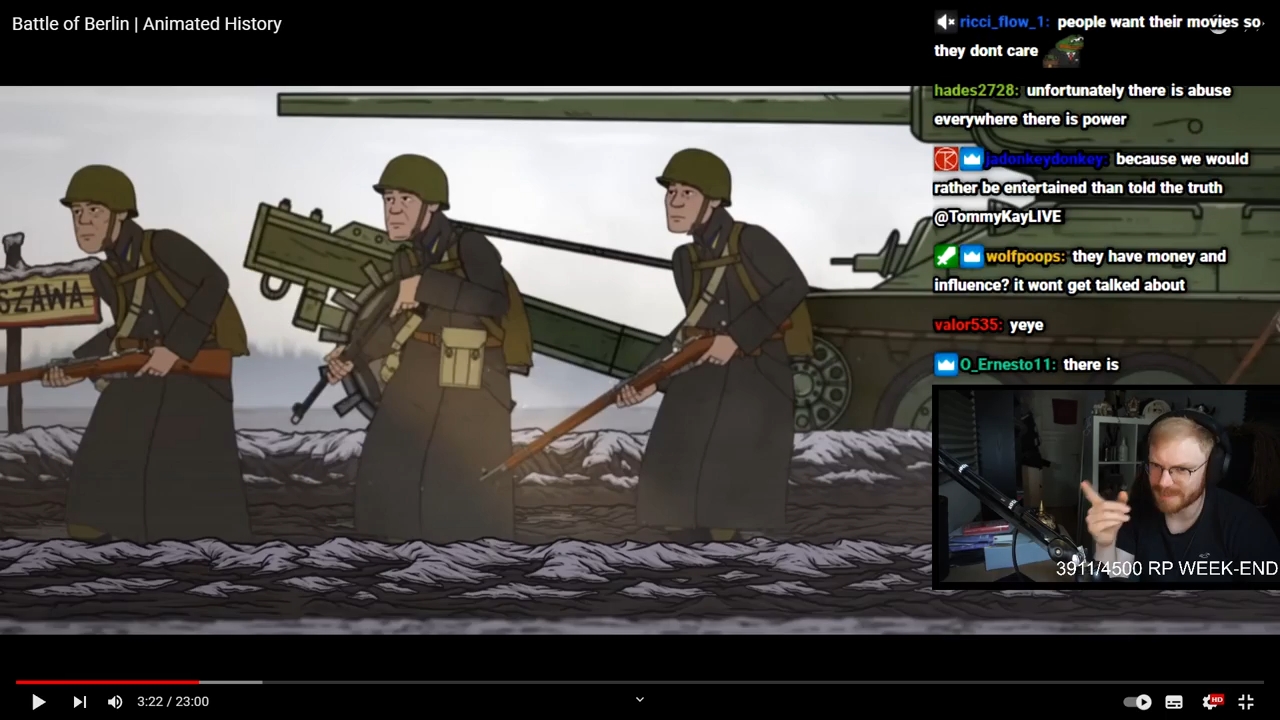 Battle of Berlin | Animated History
ricci_flow_1: people want their movies so
they dont care
hades2728: unfortunately there is abuse
everywhere there is power
jadonkeydonkey: because we would
rather be entertained than told the truth
@TommyKayLIVE
wolfpoops: they have money and
influence? it wont get talked about
valor535: yeye
O_Ernesto11: there is
SZAWA
3911/4500 RP WEEK-END
3:22 / 23:00
HD